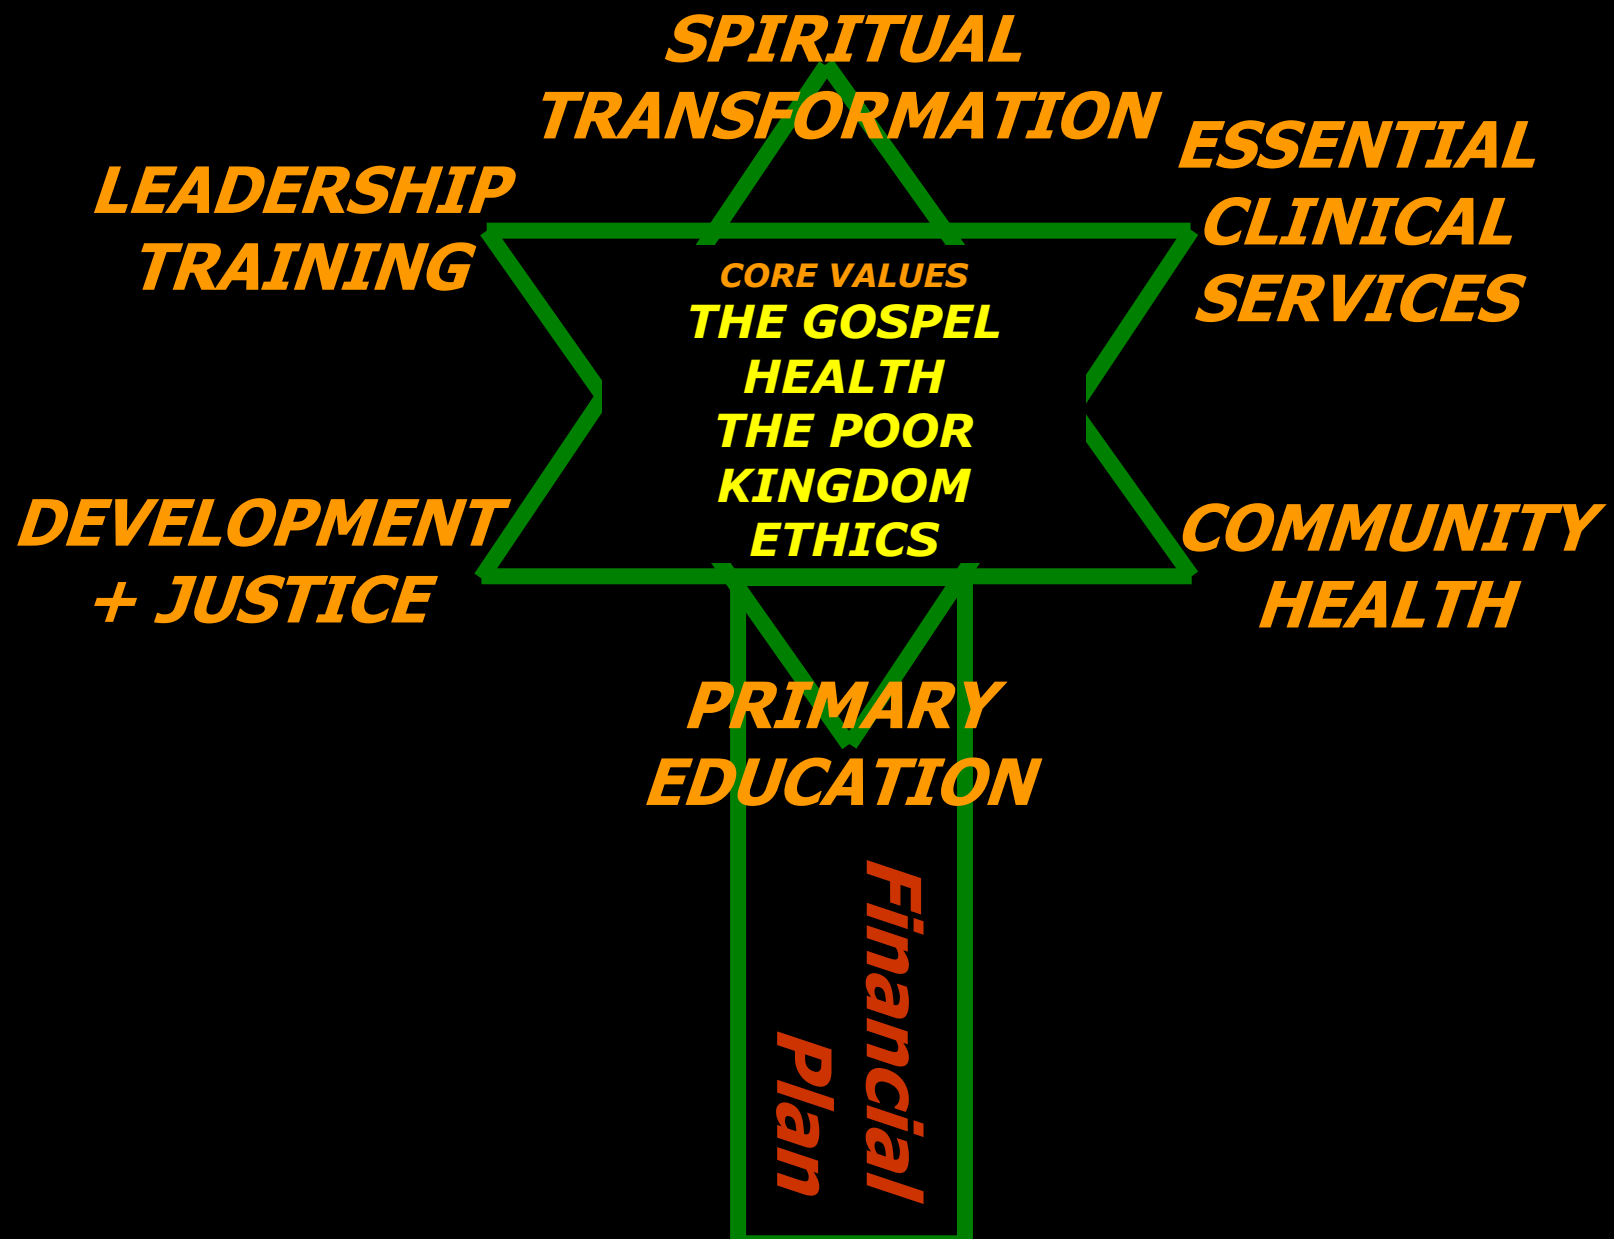 SPIRITUAL
TRANSFORMATION
ESSENTIAL
CLINICAL
SERVICES
LEADERSHIP
TRAINING
CORE VALUES
THE GOSPEL
HEALTH
THE POOR
KINGDOM
ETHICS
DEVELOPMENT
+ JUSTICE
COMMUNITY
HEALTH
PRIMARY
EDUCATION
Financial
Plan